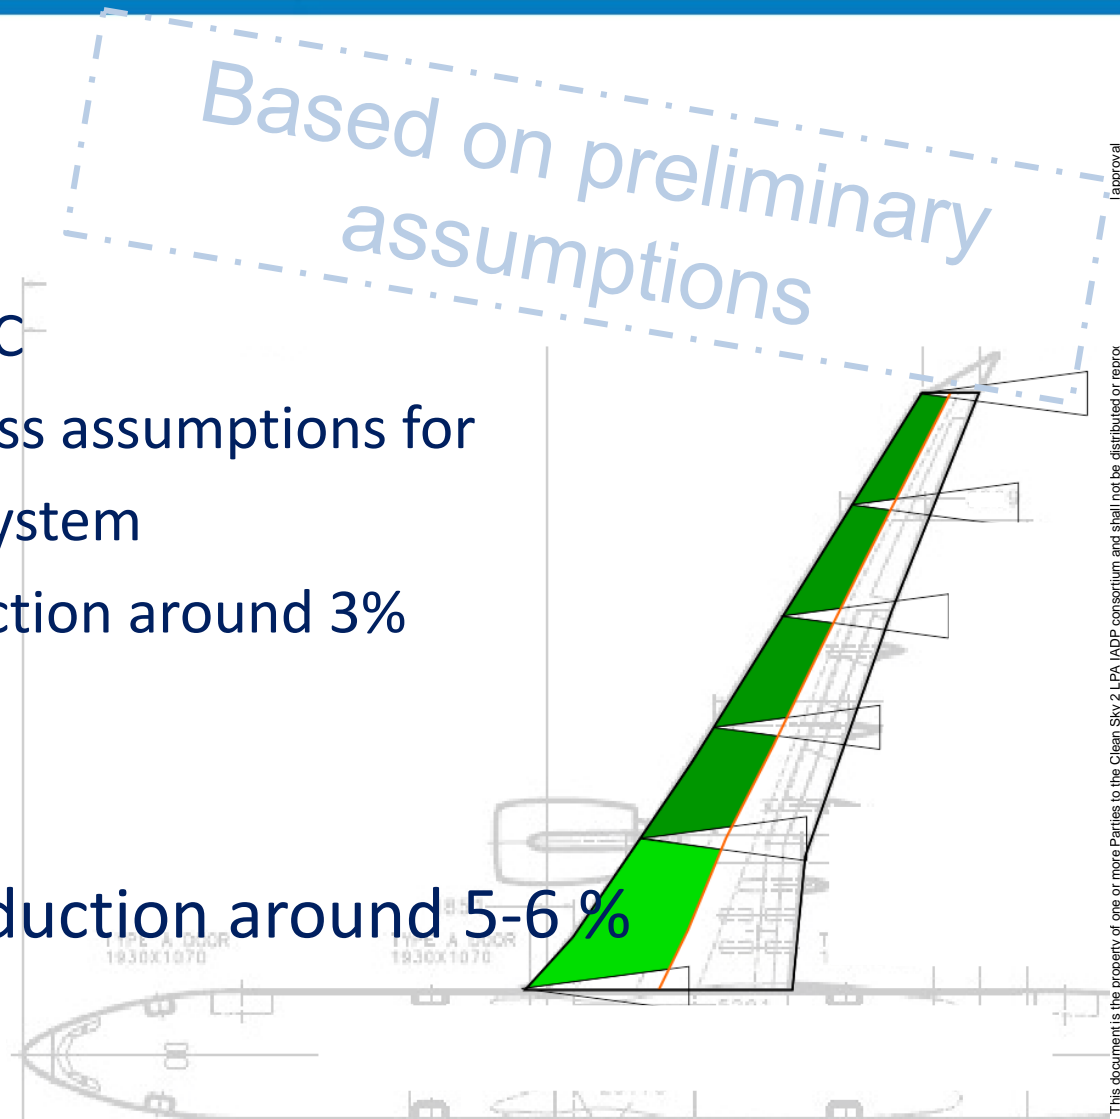 Based on preliminary
assumptions
C
ss assumptions for
ystem
ction around 3%
duction around 5-6 %
TYPE A DOOR
1930X1070
TYPE A DOOR
1930X1070
This document is the property of one or more Parties to the Clean Sky 2 LPA IADP consortium and shall not be distributed or repro
approval